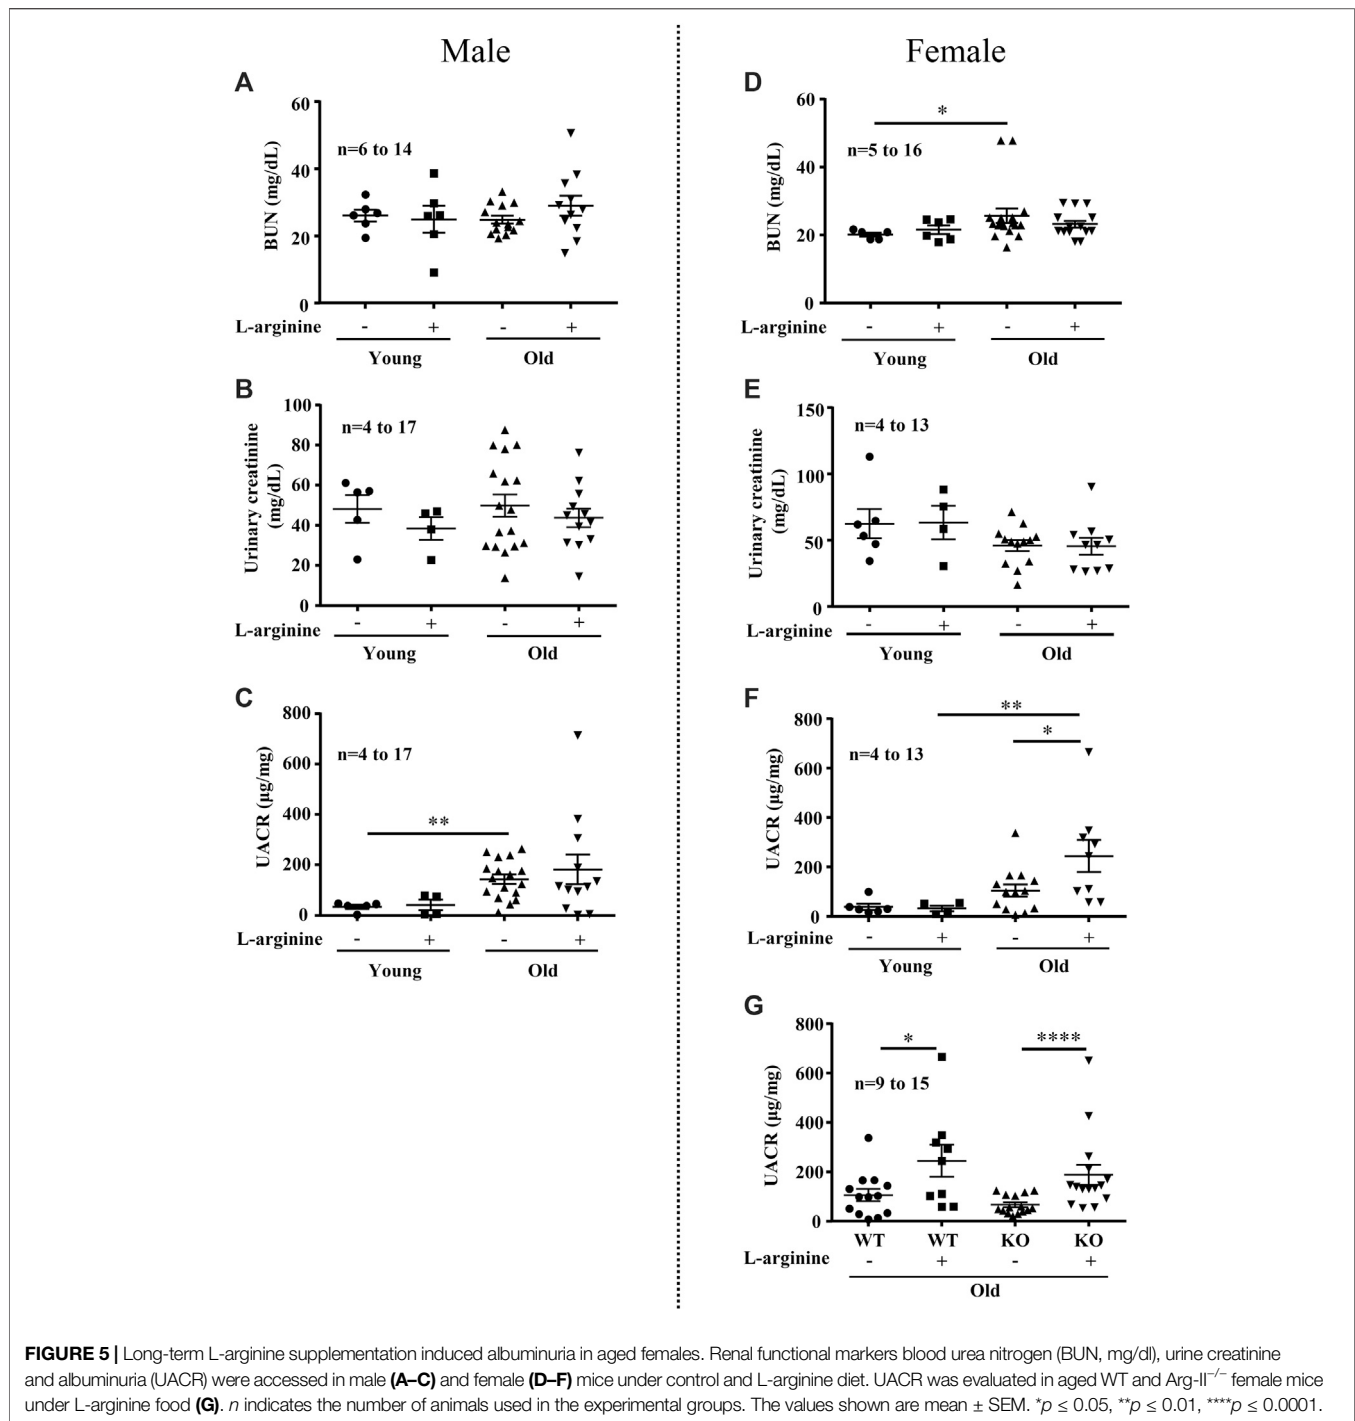 Male
A
60
40
20
0
BUN (mg/dL)
n=6 to 14
L-arginine - + - +
Young Old
B
100
80
60
40
20
0
Urinary creatinine
(mg/dL)
n=4 to 17
L-arginine - + - +
Young Old
C
800
600
400
200
0
UACR (µg/mg)
n=4 to 17
**
L-arginine - + - +
Young Old
Female
D
60
40
20
0
BUN (mg/dL)
n=5 to 16
*
L-arginine - + - +
Young Old
E
150
100
50
0
Urinary creatinine
(mg/dL)
n=4 to 13
L-arginine - + - +
Young Old
F
800
600
400
200
0
UACR (µg/mg)
n=4 to 13
**
*
L-arginine - + - +
Young Old
G
800
600
400
200
0
UACR (µg/mg)
n=9 to 15
* ****
WT WT KO KO
L-arginine - + - +
Old
FIGURE 5 | Long-term L-arginine supplementation induced albuminuria in aged females. Renal functional markers blood urea nitrogen (BUN, mg/dl), urine creatinine
and albuminuria (UACR) were accessed in male (A–C) and female (D–F) mice under control and L-arginine diet. UACR was evaluated in aged WT and Arg-II−/− female mice
under L-arginine food (G). n indicates the number of animals used in the experimental groups. The values shown are mean ± SEM. *p ≤ 0.05, **p ≤ 0.01, ****p ≤ 0.0001.